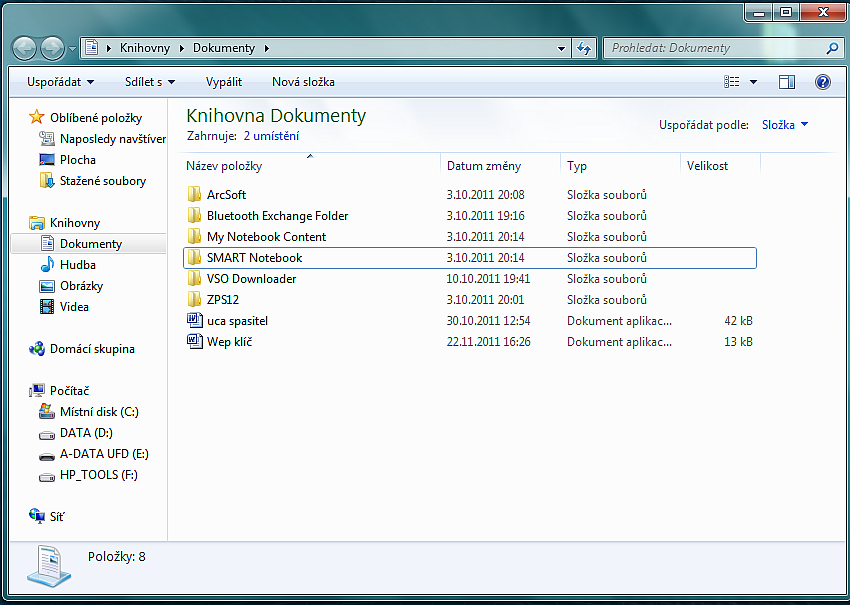 Knihovny Dokumenty Prohledat: Dokumenty
Uspořádat Sdílet s Vypálit Nová složka
Oblíbené položky
Naposledy navštíver
Plocha
Stažené soubory
Knihovny
Dokumenty
Hudba
Obrázky
Videa
Domácí skupina
Počítač
Místní disk (C:)
DATA (D:)
A-DATA UFD (E:)
HP_TOOLS (F:)
Síť
Knihovna Dokumenty
Zahrnuje: 2 umístění
Uspořádat podle: Složka
Název položky Datum změny Typ Velikost
ArcSoft 3.10.2011 20:08 Složka souborů
Bluetooth Exchange Folder 3.10.2011 19:16 Složka souborů
My Notebook Content 3.10.2011 20:14 Složka souborů
SMART Notebook 3.10.2011 20:14 Složka souborů
VSO Downloader 10.10.2011 19:41 Složka souborů
ZPS12 3.10.2011 20:01 Složka souborů
uca spasitel 30.10.2011 12:54 Dokument aplikac... 42 kB
Wep klíč 22.11.2011 16:26 Dokument aplikac... 13 kB
Položky: 8